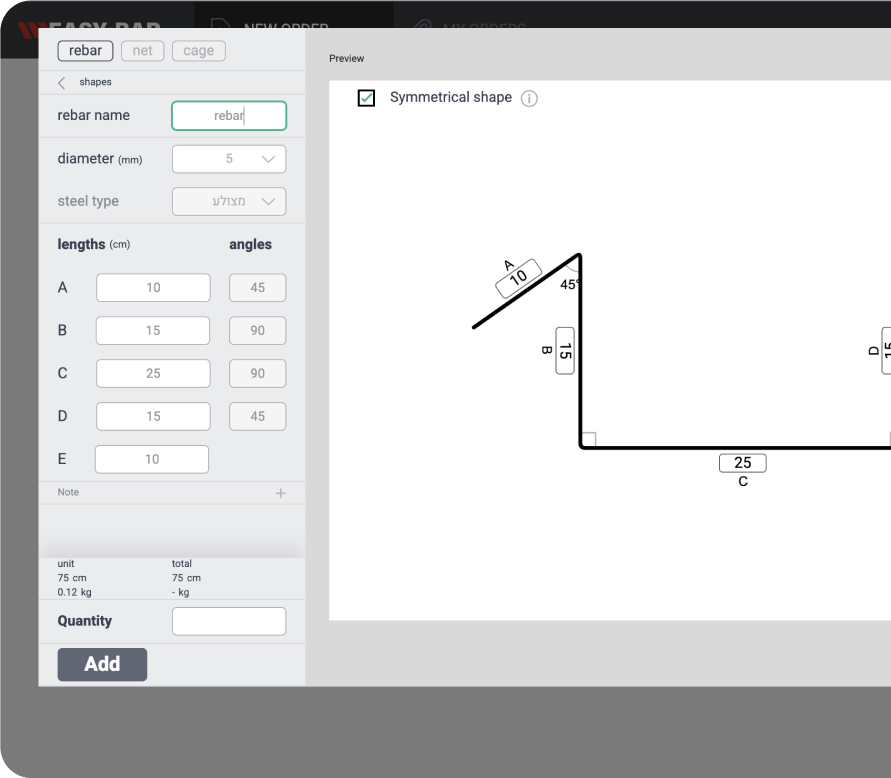 EASY BAR
NEW ORDER
MY ORDERS
rebar net cage
Preview
shapes
Symmetrical shape i
rebar name rebar
diameter (mm) 5
steel type מצולע
lengths (cm) angles
A 10 45
B 15 90
C 25 90
D 15 45
E 10
Note +
unit total
75 cm 75 cm
0.12 kg - kg
Quantity
Add
A
10
45°
B
15
D
15
25
C